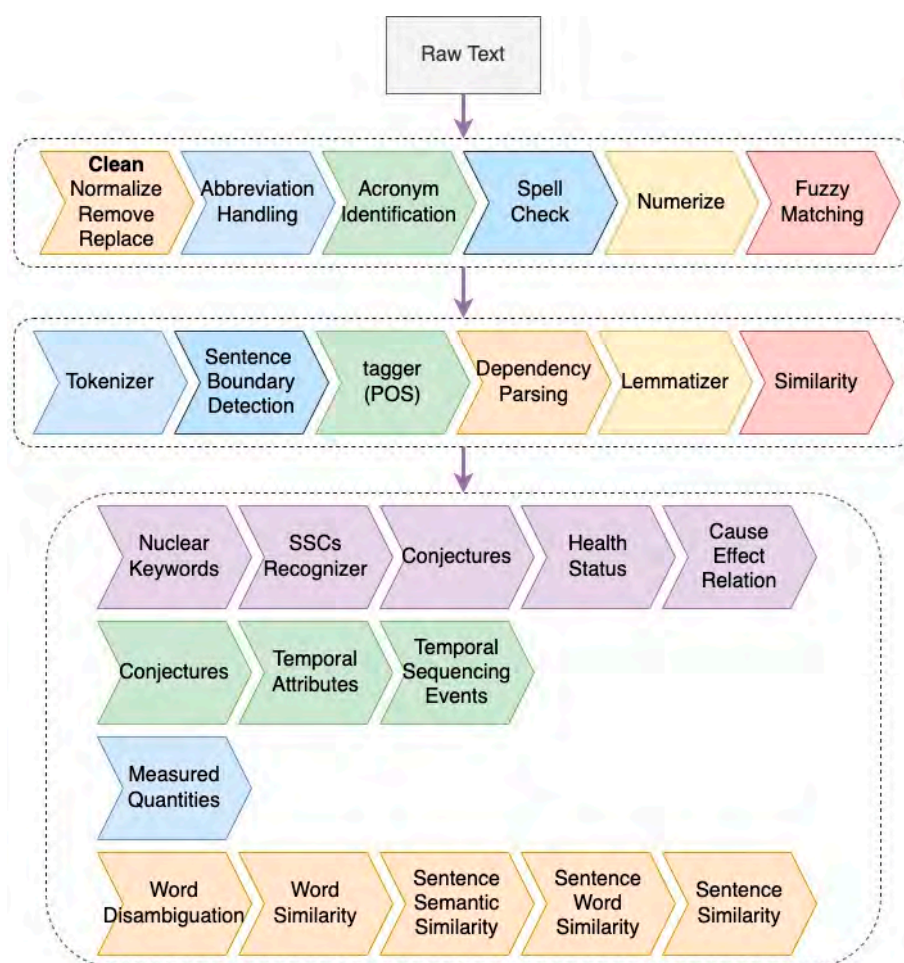 Raw Text
Clean
Normalize
Remove
Replace
Abbreviation
Handling
Acronym
Identification
Spell
Check
Numerize
Fuzzy
Matching
Tokenizer
Sentence
Boundary
Detection
tagger
(POS)
Dependency
Parsing
Lemmatizer
Similarity
Nuclear
Keywords
SSCs
Recognizer
Conjectures
Health
Status
Cause
Effect
Relation
Conjectures
Temporal
Attributes
Temporal
Sequencing
Events
Measured
Quantities
Word
Disambiguation
Word
Similarity
Sentence
Semantic
Similarity
Sentence
Word
Similarity
Sentence
Similarity